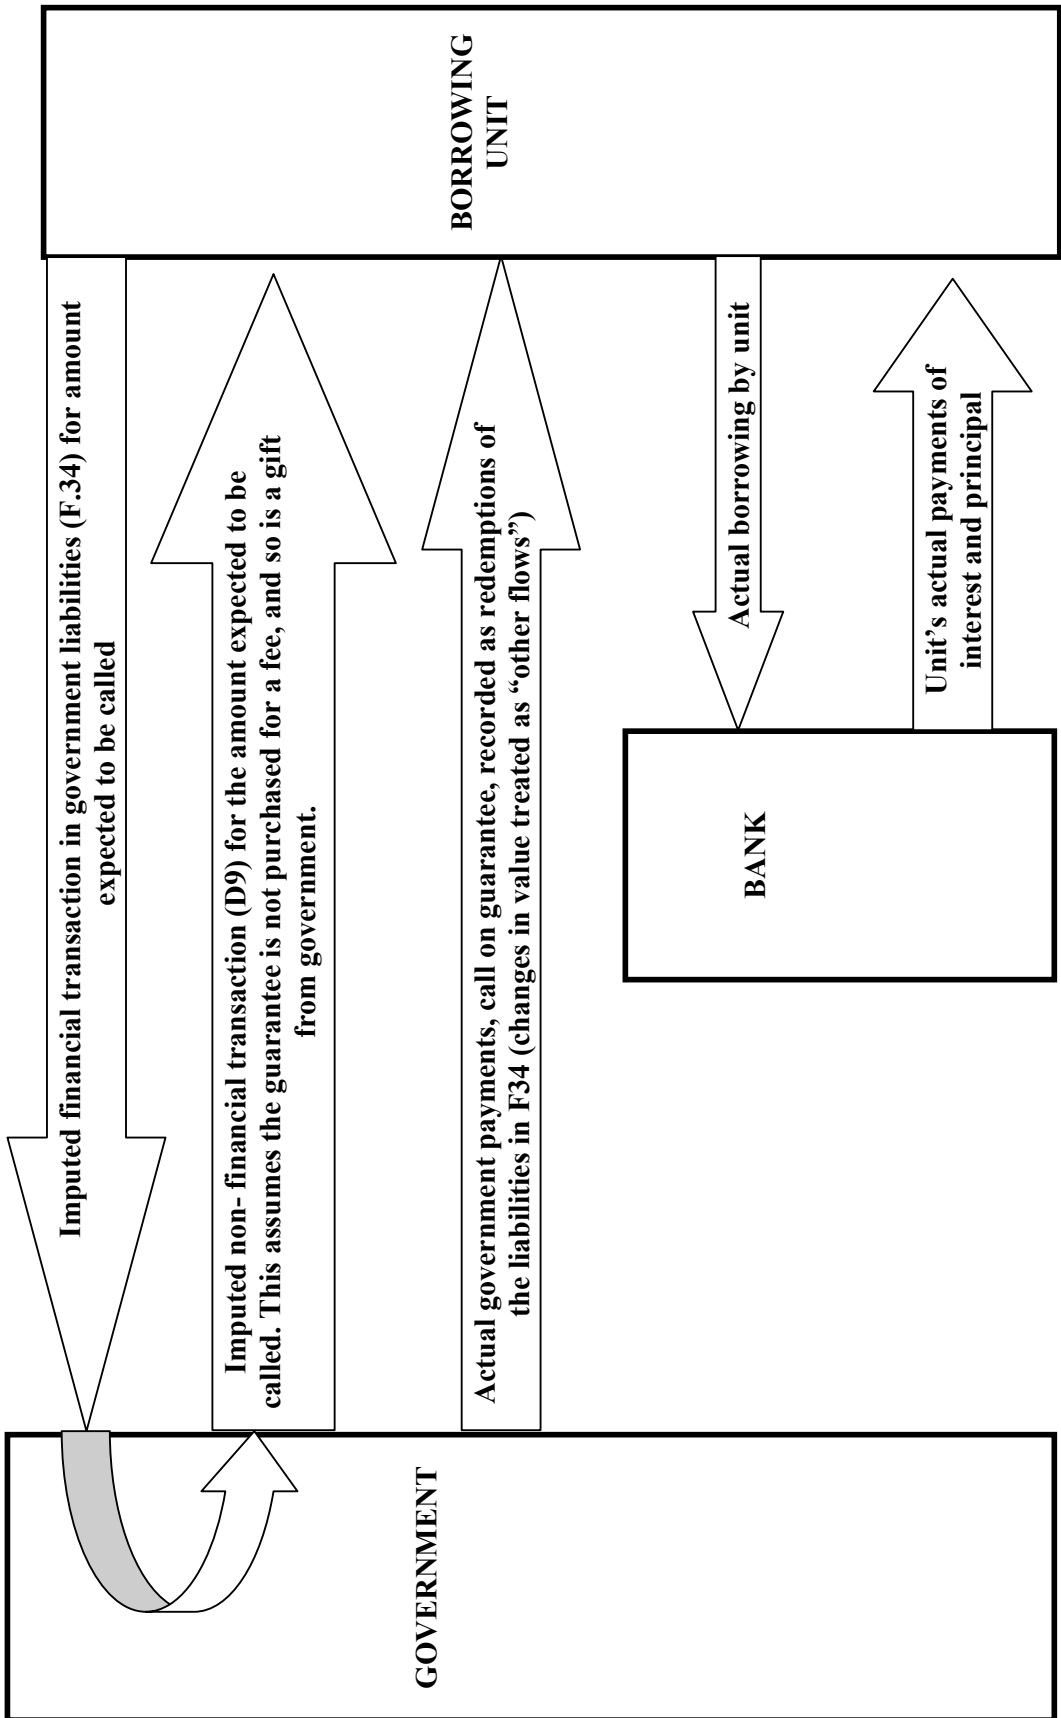 GOVERNMENT
Imputed financial transaction in government liabilities (F.34) for amount
expected to be called
Imputed non- financial transaction (D9) for the amount expected to be
called. This assumes the guarantee is not purchased for a fee, and so is a gift
from government.
Actual government payments, call on guarantee, recorded as redemptions of
the liabilities in F34 (changes in value treated as “other flows”)
BANK
Actual borrowing by unit
Unit’s actual payments of
interest and principal
BORROWING
UNIT